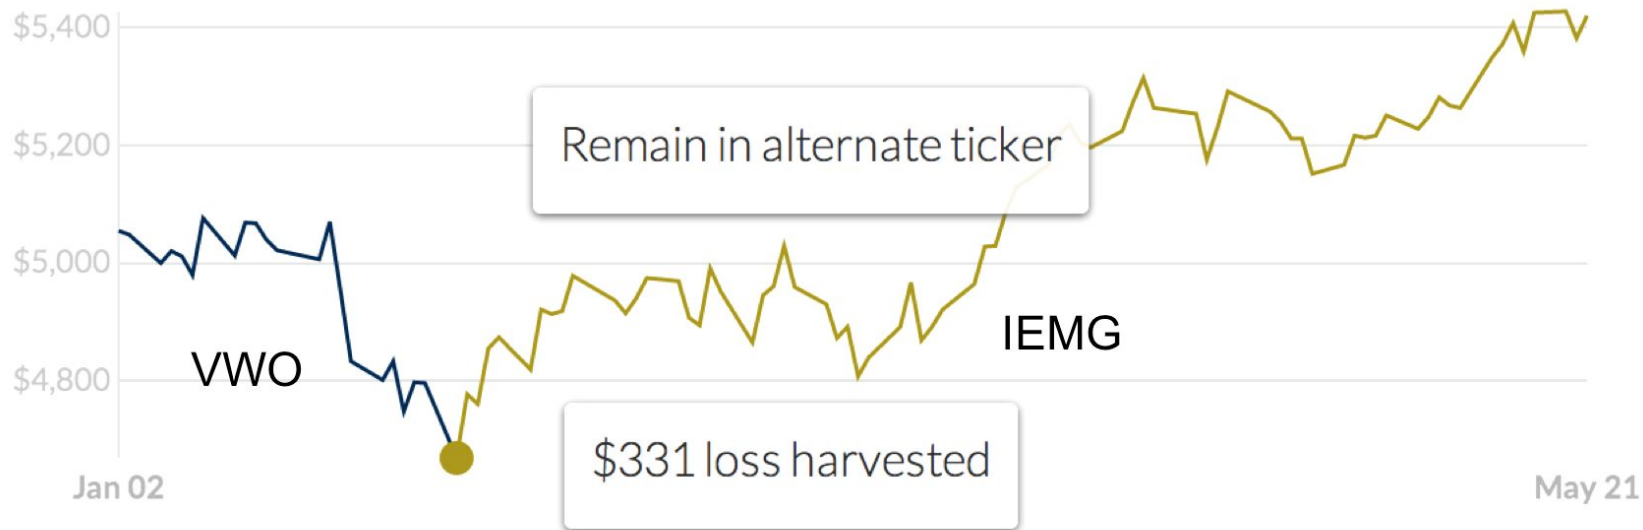 $5,400
Remain in alternate ticker
$5,200
$5,000
IEMG
VWO
$4,800
$331 loss harvested
Jan 02
May 21